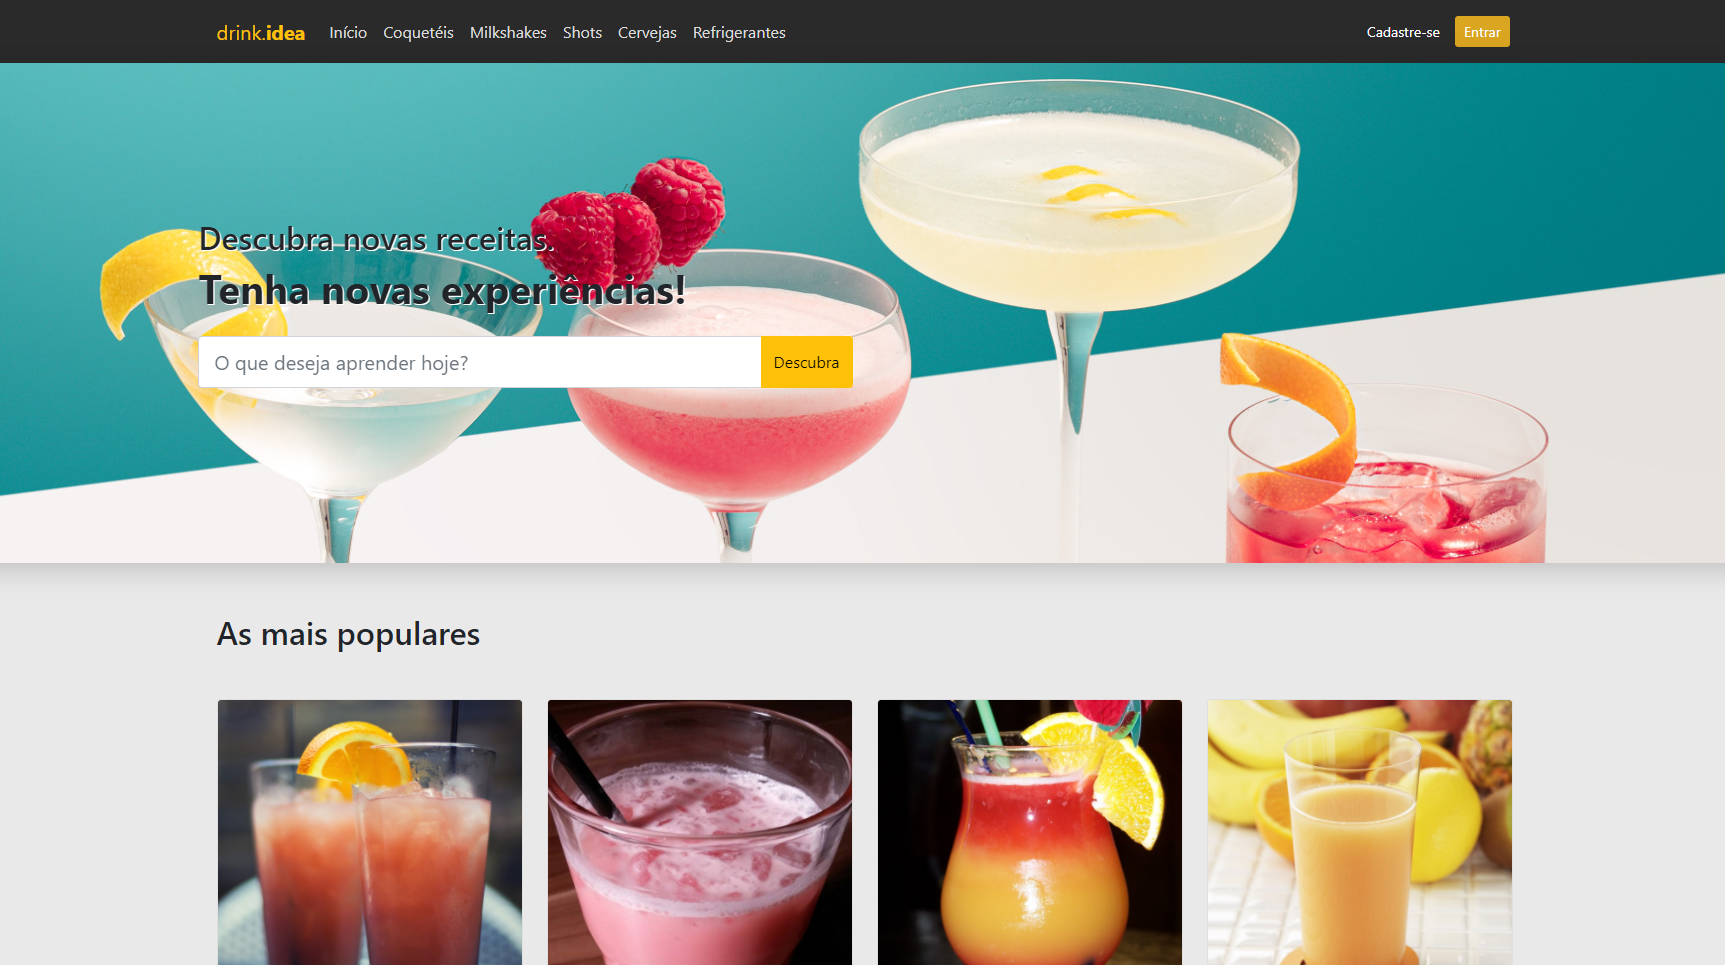 drink.idea Início Coquetéis Milkshakes Shots Cervejas Refrigerantes Cadastre-se Entrar
Descubra novas receitas.
Tenha novas experiências!
O que deseja aprender hoje? Descubra
As mais populares